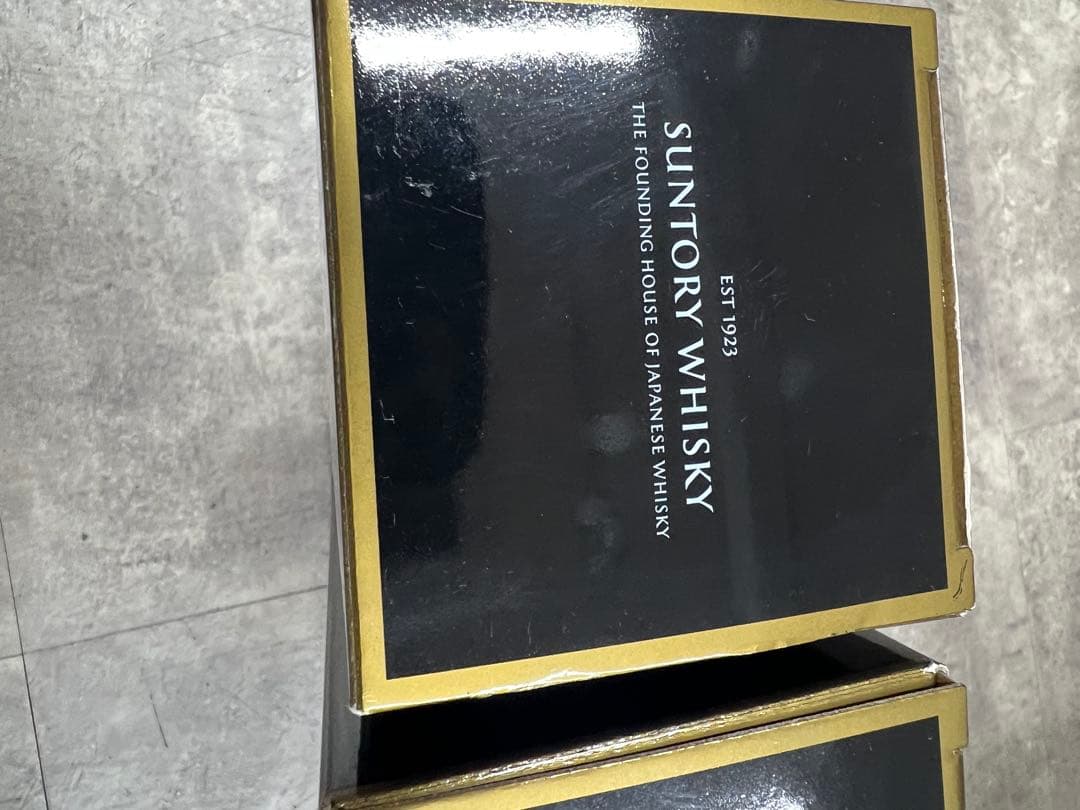 EST 1923
SUNTORY WHISKY
THE FOUNDING HOUSE OF JAPANESE WHISKY